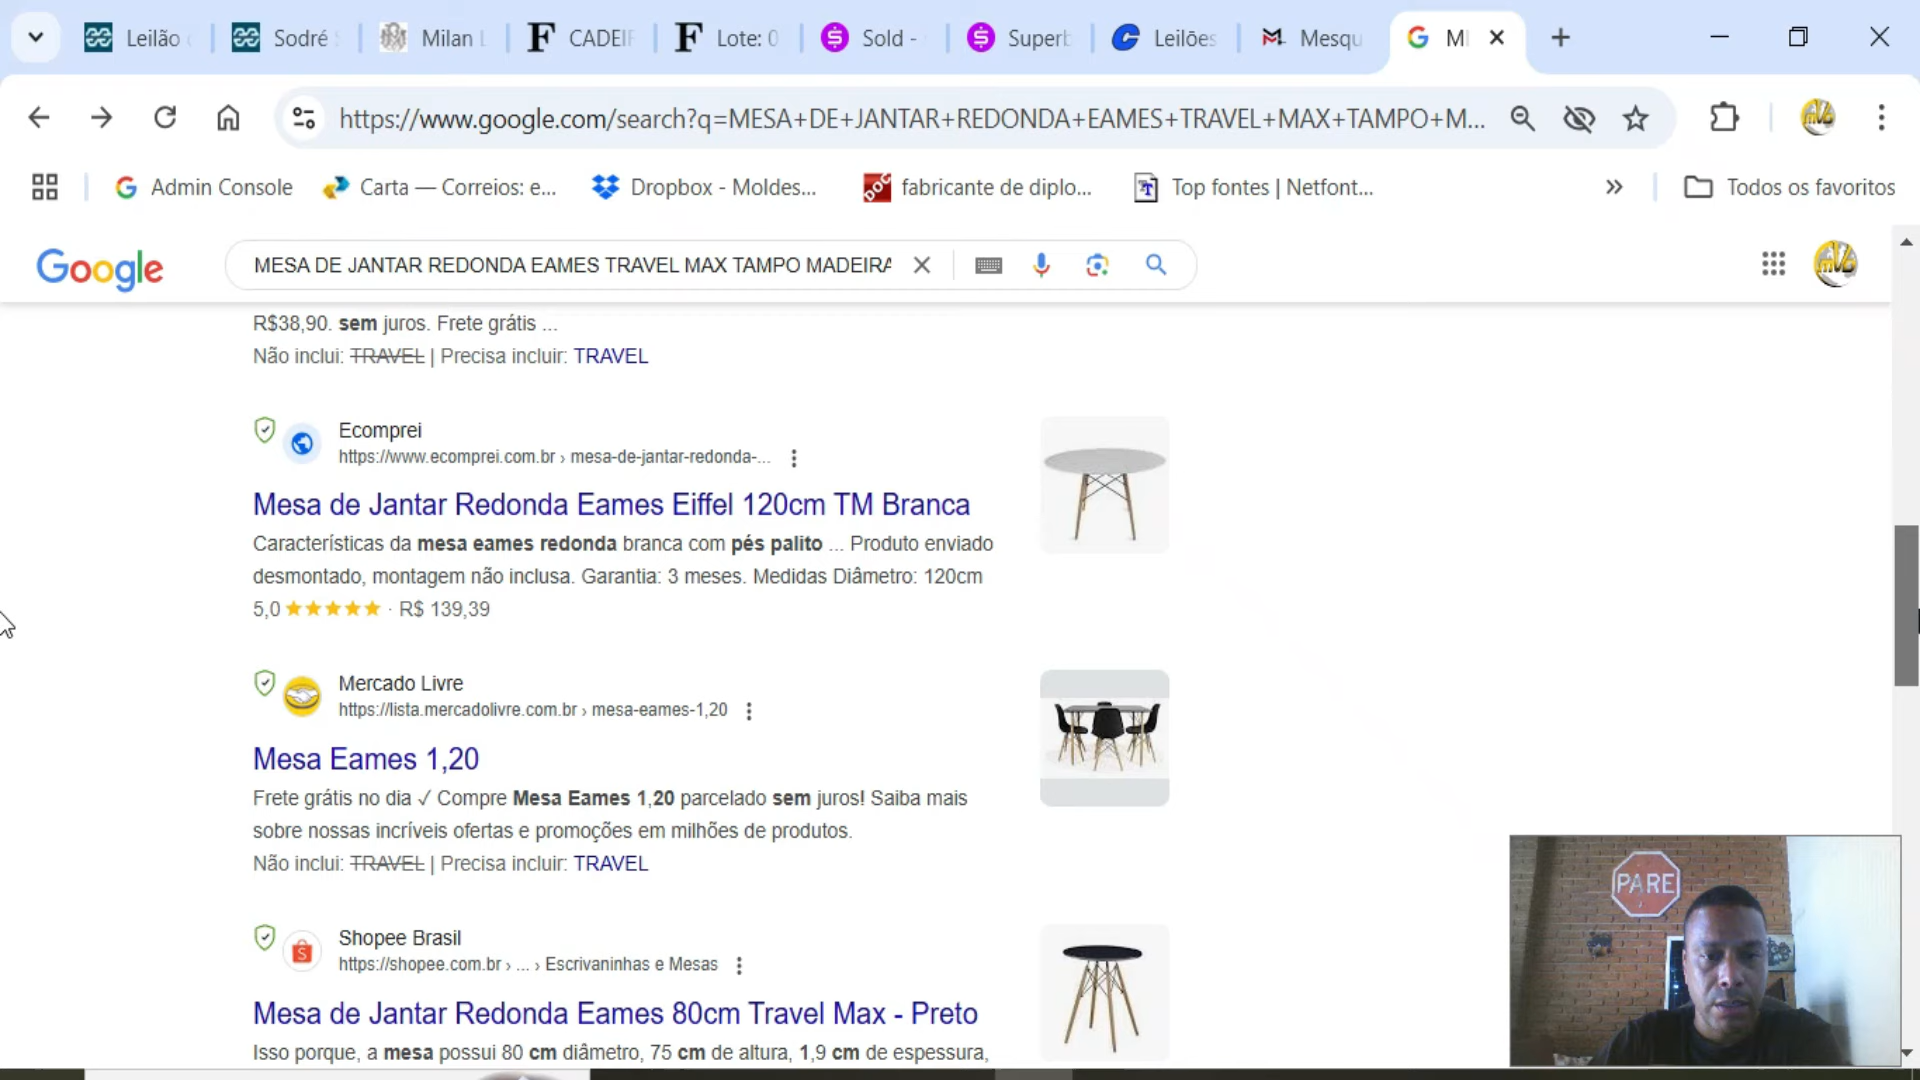 Leilão
Sodré
Milan L
CADEIR
Lote: 0
Sold -
Superb
Leilões
Mesqu
https://www.google.com/search?q=MESA+DE+JANTAR+REDONDA+EAMES+TRAVEL+MAX+TAMPO+M...
Admin Console
Carta — Correios: e...
Dropbox - Moldes...
DOC
fabricante de diplo...
Top fontes | Netfont...
Todos os favoritos
Google
MESA DE JANTAR REDONDA EAMES TRAVEL MAX TAMPO MADEIRA
R$38,90. sem juros. Frete grátis ...
Não inclui: TRAVEL | Precisa incluir: TRAVEL
Ecomprei
https://www.ecomprei.com.br › mesa-de-jantar-redonda-...
Mesa de Jantar Redonda Eames Eiffel 120cm TM Branca
Características da mesa eames redonda branca com pés palito ... Produto enviado
desmontado, montagem não inclusa. Garantia: 3 meses. Medidas Diâmetro: 120cm
5,0 ★★★★★ · R$ 139,39
Mercado Livre
https://lista.mercadolivre.com.br › mesa-eames-1,20
Mesa Eames 1,20
Frete grátis no dia ✓ Compre Mesa Eames 1,20 parcelado sem juros! Saiba mais
sobre nossas incríveis ofertas e promoções em milhões de produtos.
Não inclui: TRAVEL | Precisa incluir: TRAVEL
PARE
Shopee Brasil
https://shopee.com.br › ... › Escrivaninhas e Mesas
Mesa de Jantar Redonda Eames 80cm Travel Max - Preto
Isso porque, a mesa possui 80 cm diâmetro, 75 cm de altura, 1,9 cm de espessura,